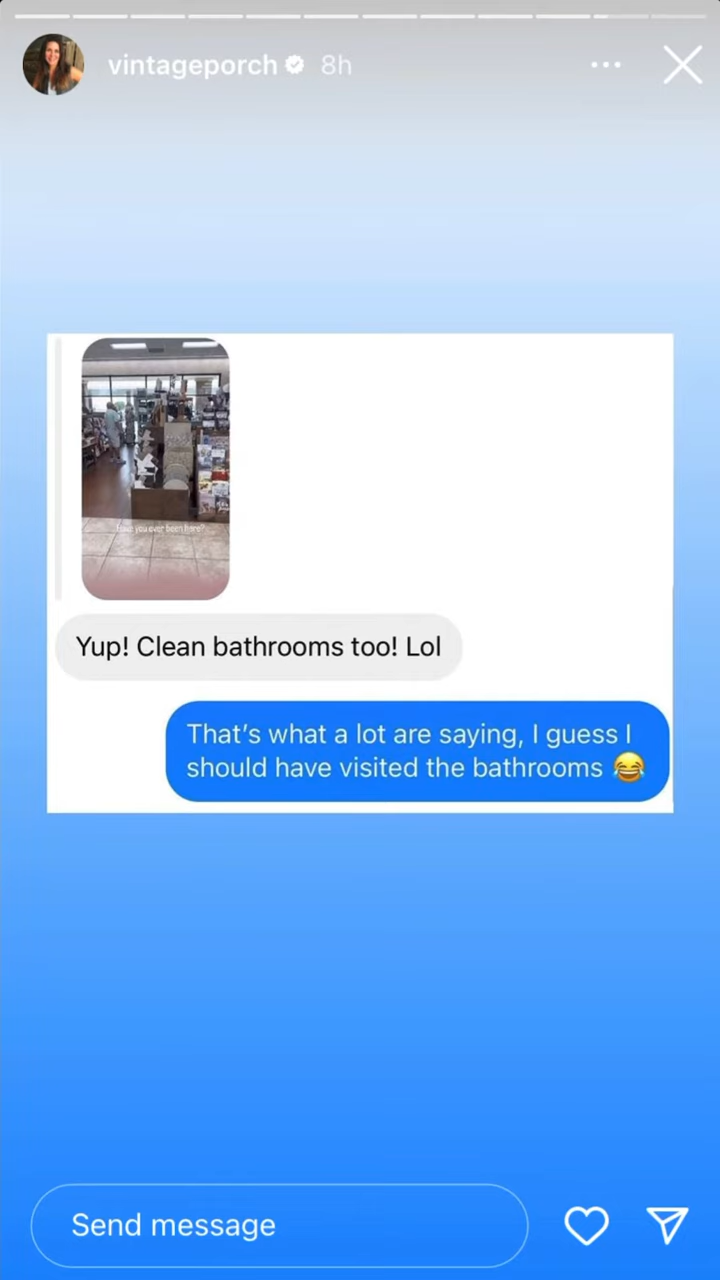 vintageporch 8h
Have you ever been here?
Yup! Clean bathrooms too! Lol
That's what a lot are saying, I guess I
should have visited the bathrooms 😂
Send message